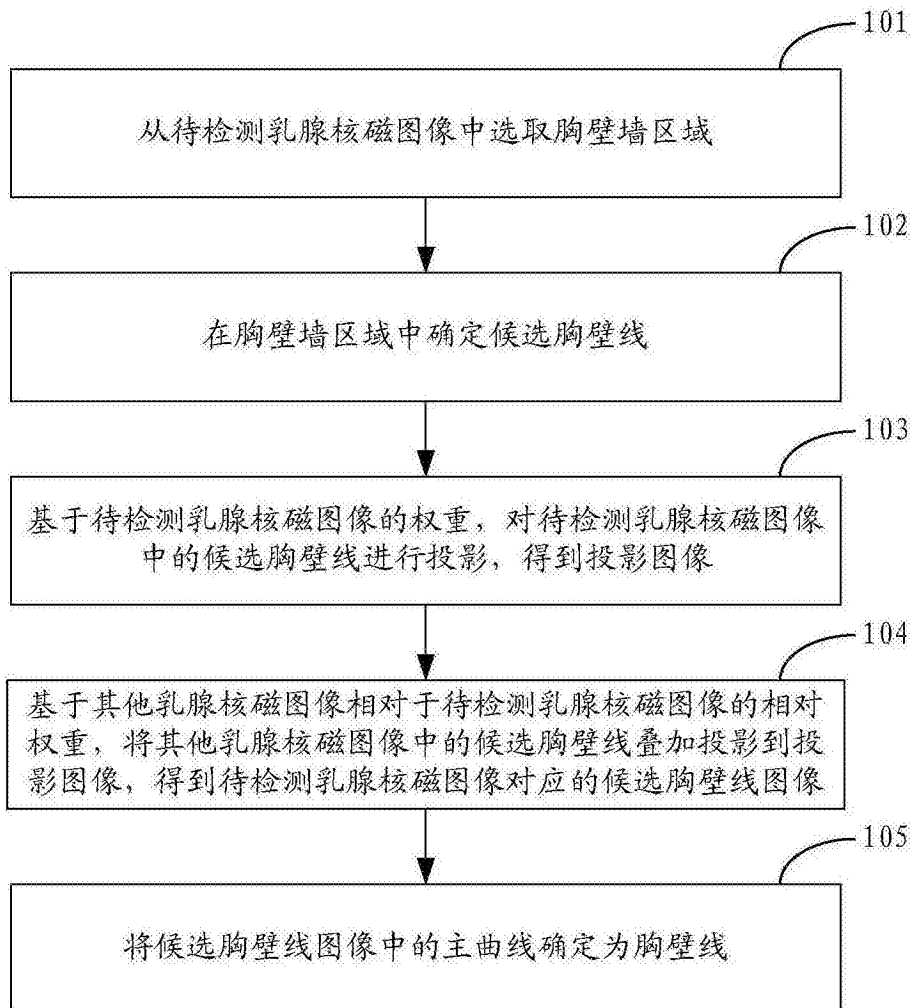 101
从待检测乳腺核磁图像中选取胸壁墙区域
102
在胸壁墙区域中确定候选胸壁线
103
基于待检测乳腺核磁图像的权重，对待检测乳腺核磁图像
中的候选胸壁线进行投影，得到投影图像
104
基于其他乳腺核磁图像相对于待检测乳腺核磁图像的相对
权重，将其他乳腺核磁图像中的候选胸壁线叠加投影到投
影图像，得到待检测乳腺核磁图像对应的候选胸壁线图像
105
将候选胸壁线图像中的主曲线确定为胸壁线